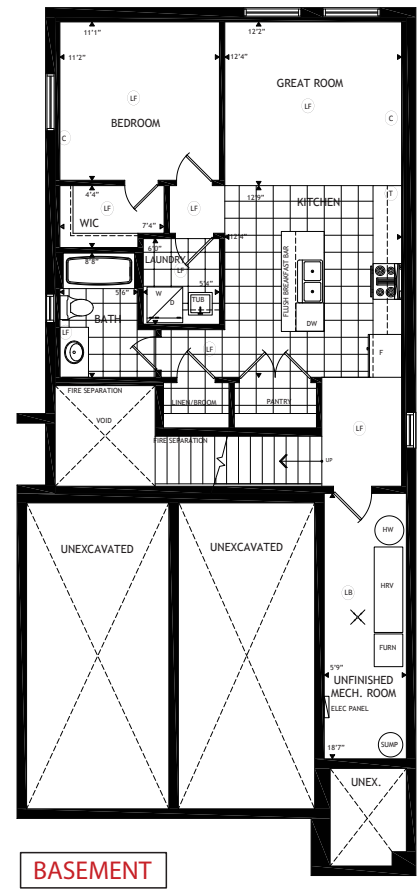 11'1"
12'2"
11'2"
12'4"
GREAT ROOM
LF
LF
C
C
BEDROOM
4'4"
12'9"
T
KITCHEN
LF
LF
WIC
7'4"
12'4"
6'0"
8'8"
LAUNDRY
LF
FLUSH BREAKFAST BAR
5'6"
W
5'4"
D
TUB
BATH
DW
LF
LF
F
FIRE SEPARATION
LINEN/BROOM
PANTRY
VOID
LF
FIRE SEPARATION
UP
HW
UNEXCAVATED
UNEXCAVATED
HRV
LB
FURN
5'9"
UNFINISHED
MECH. ROOM
ELEC PANEL
SUMP
18'7"
UNEX.
BASEMENT